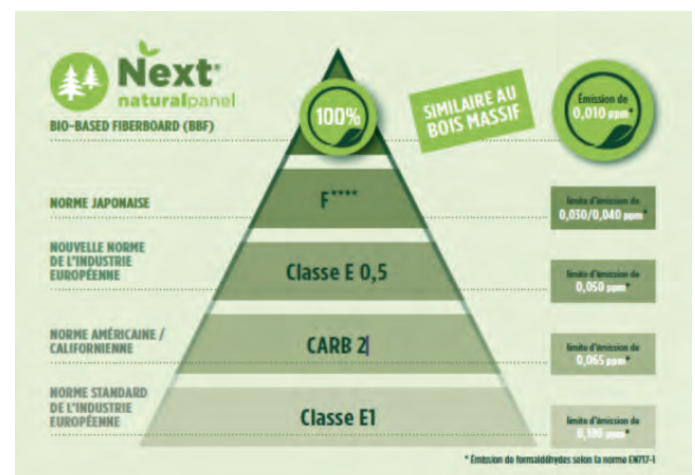 Next®
naturalpanel
BIO-BASED FIBERBOARD (BBF)
100%
SIMILAIRE AU
BOIS MASSIF
Émission de
0,010 ppm*
NORME JAPONAISE
F****
limite d'émission de
0,030/0,040 ppm*
NOUVELLE NORME
DE L'INDUSTRIE
EUROPÉENNE
Classe E 0,5
limite d'émission de
0,050 ppm*
NORME AMÉRICAINE /
CALIFORNIENNE
CARB 2
limite d'émission de
0,065 ppm*
NORME STANDARD
DE L'INDUSTRIE
EUROPÉENNE
Classe E1
limite d'émission de
ppm*
* Émission de formaldéhydes selon la norme EN717-1